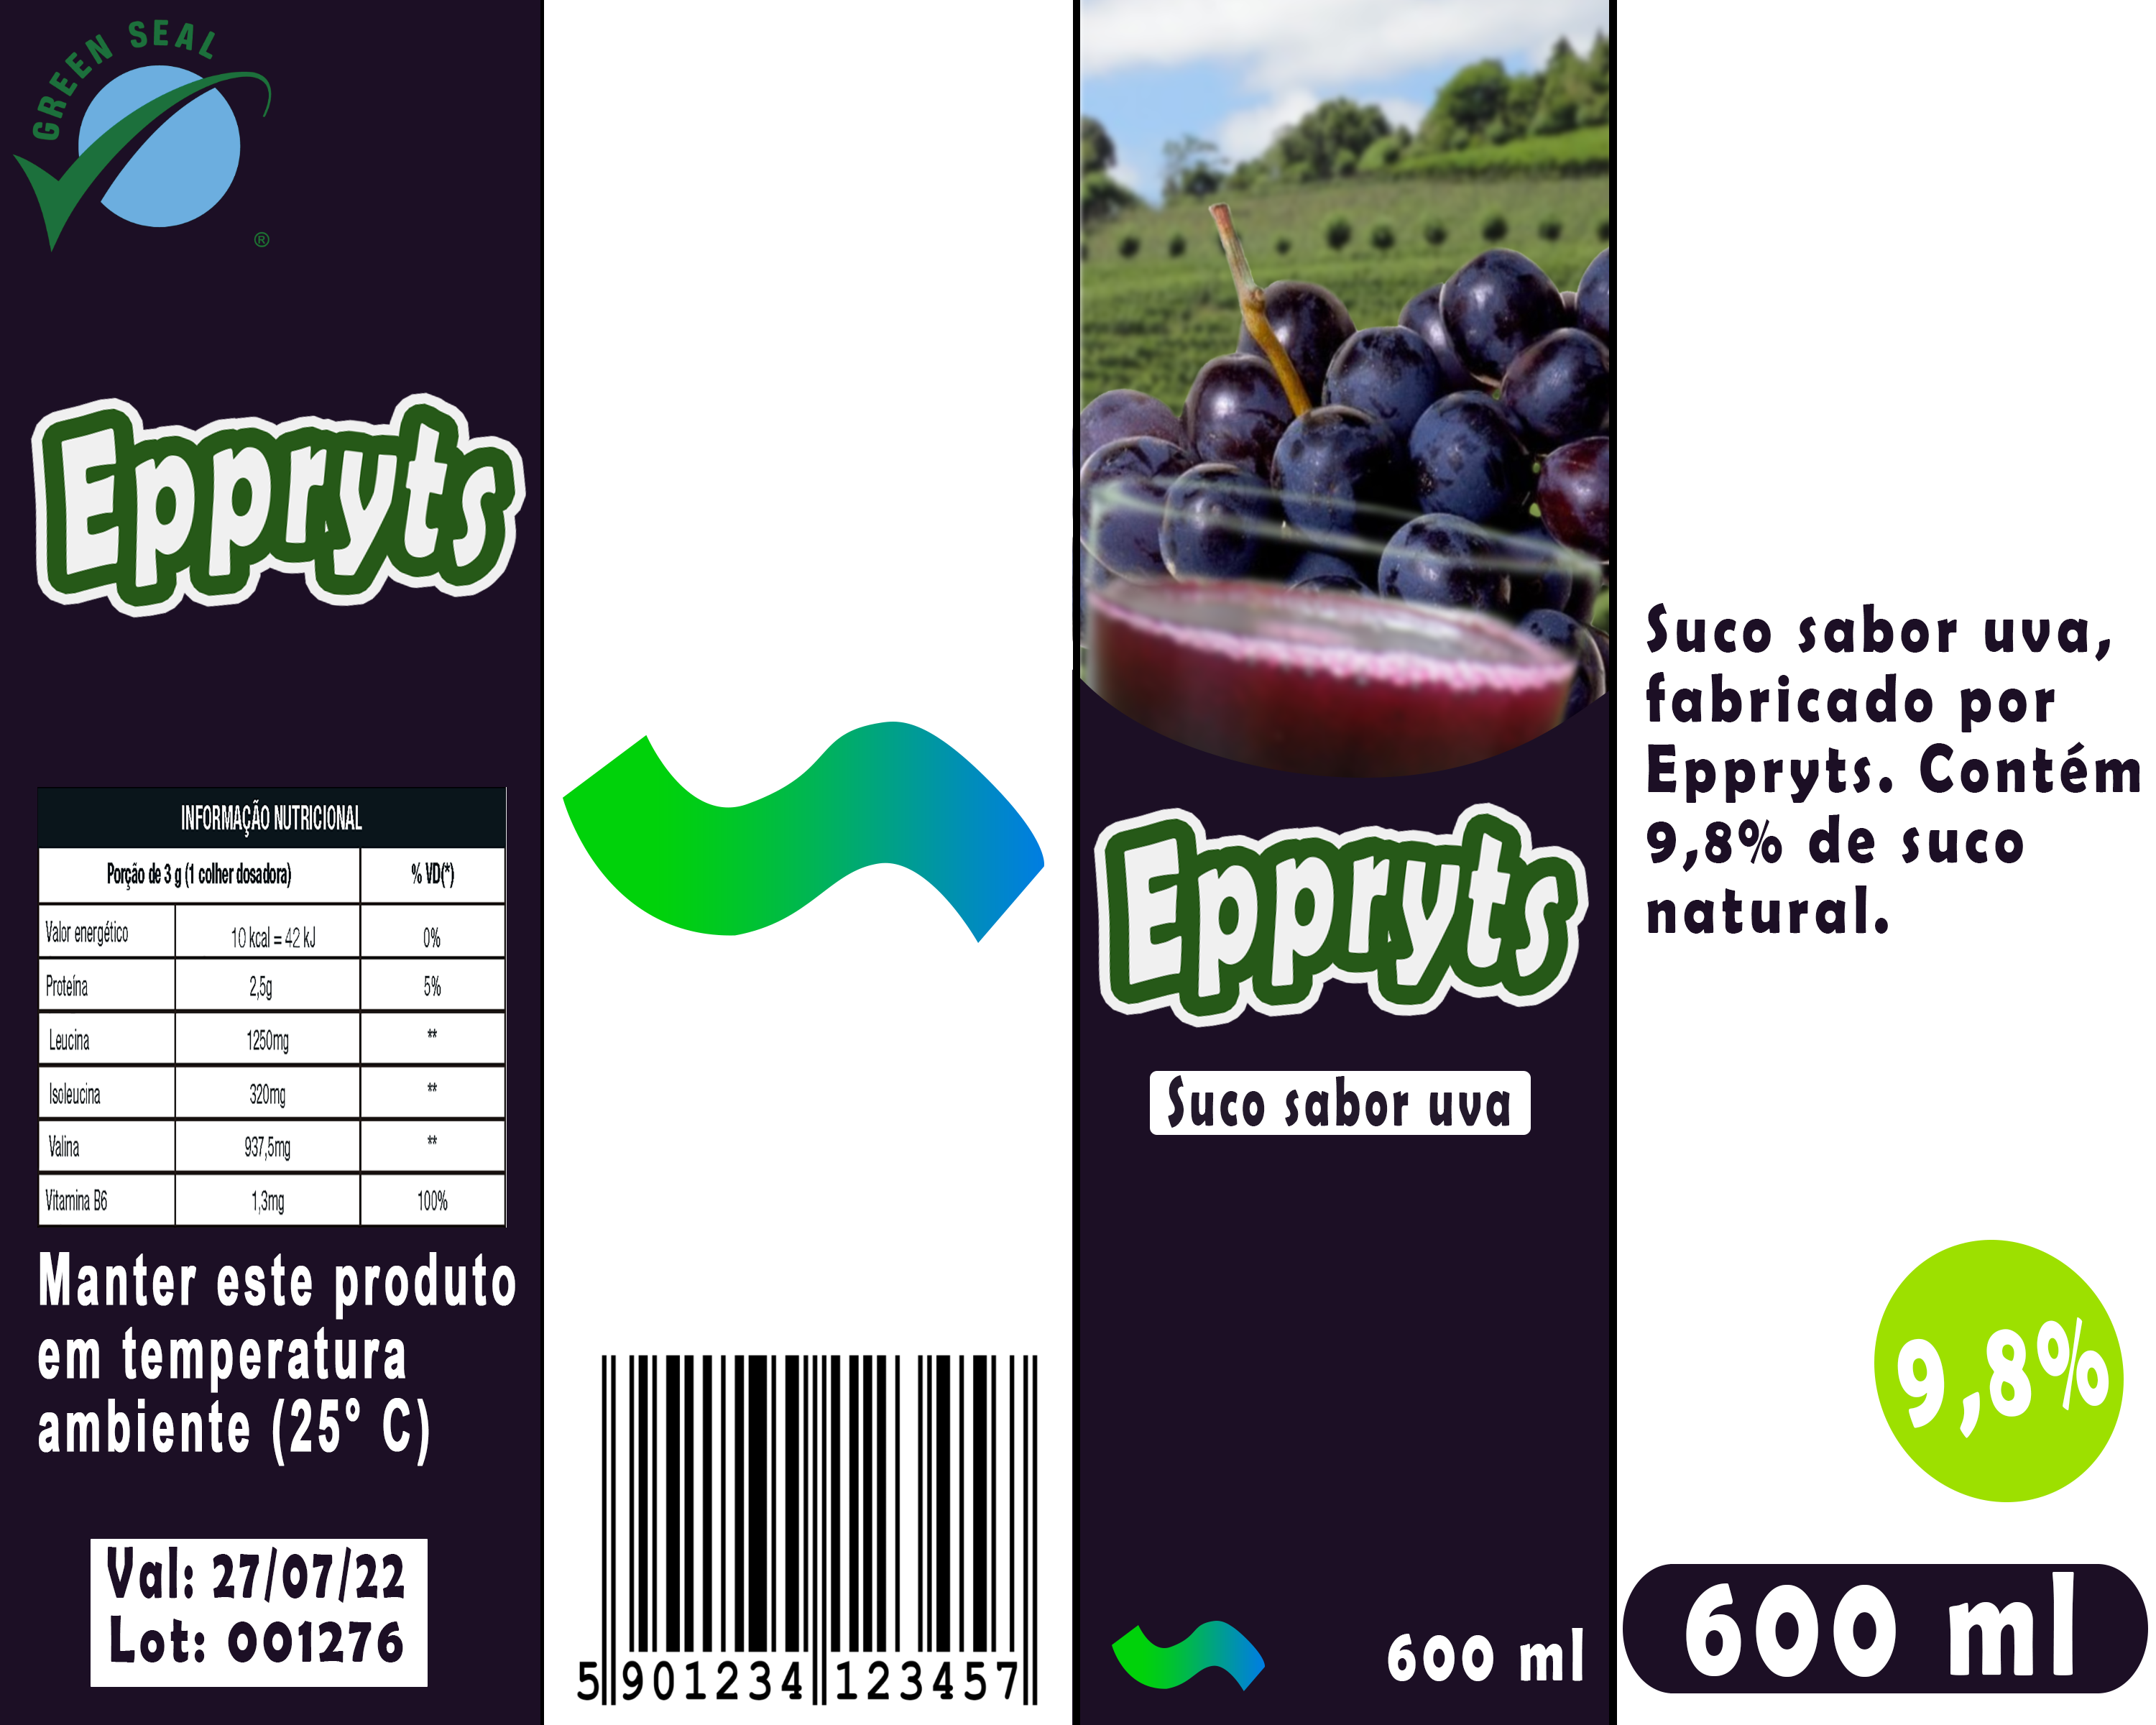 GREEN SEAL
®
Eppryts
INFORMAÇÃO NUTRICIONAL
Porção de 3 g (1 colher dosadora) % VD(*)
Valor energético 10 kcal = 42 kJ 0%
Proteína 2,5g 5%
Leucina 1250mg **
Isoleucina 320mg **
Valina 937,5mg **
Vitamina B6 1,3mg 100%
Manter este produto
em temperatura
ambiente (25° C)
Val: 27/07/22
Lot: 001276
5 901234 123457
Eppryts
Suco sabor uva
600 ml
Suco sabor uva,
fabricado por
Eppryts. Contém
9,8% de suco
natural.
9,8%
600 ml